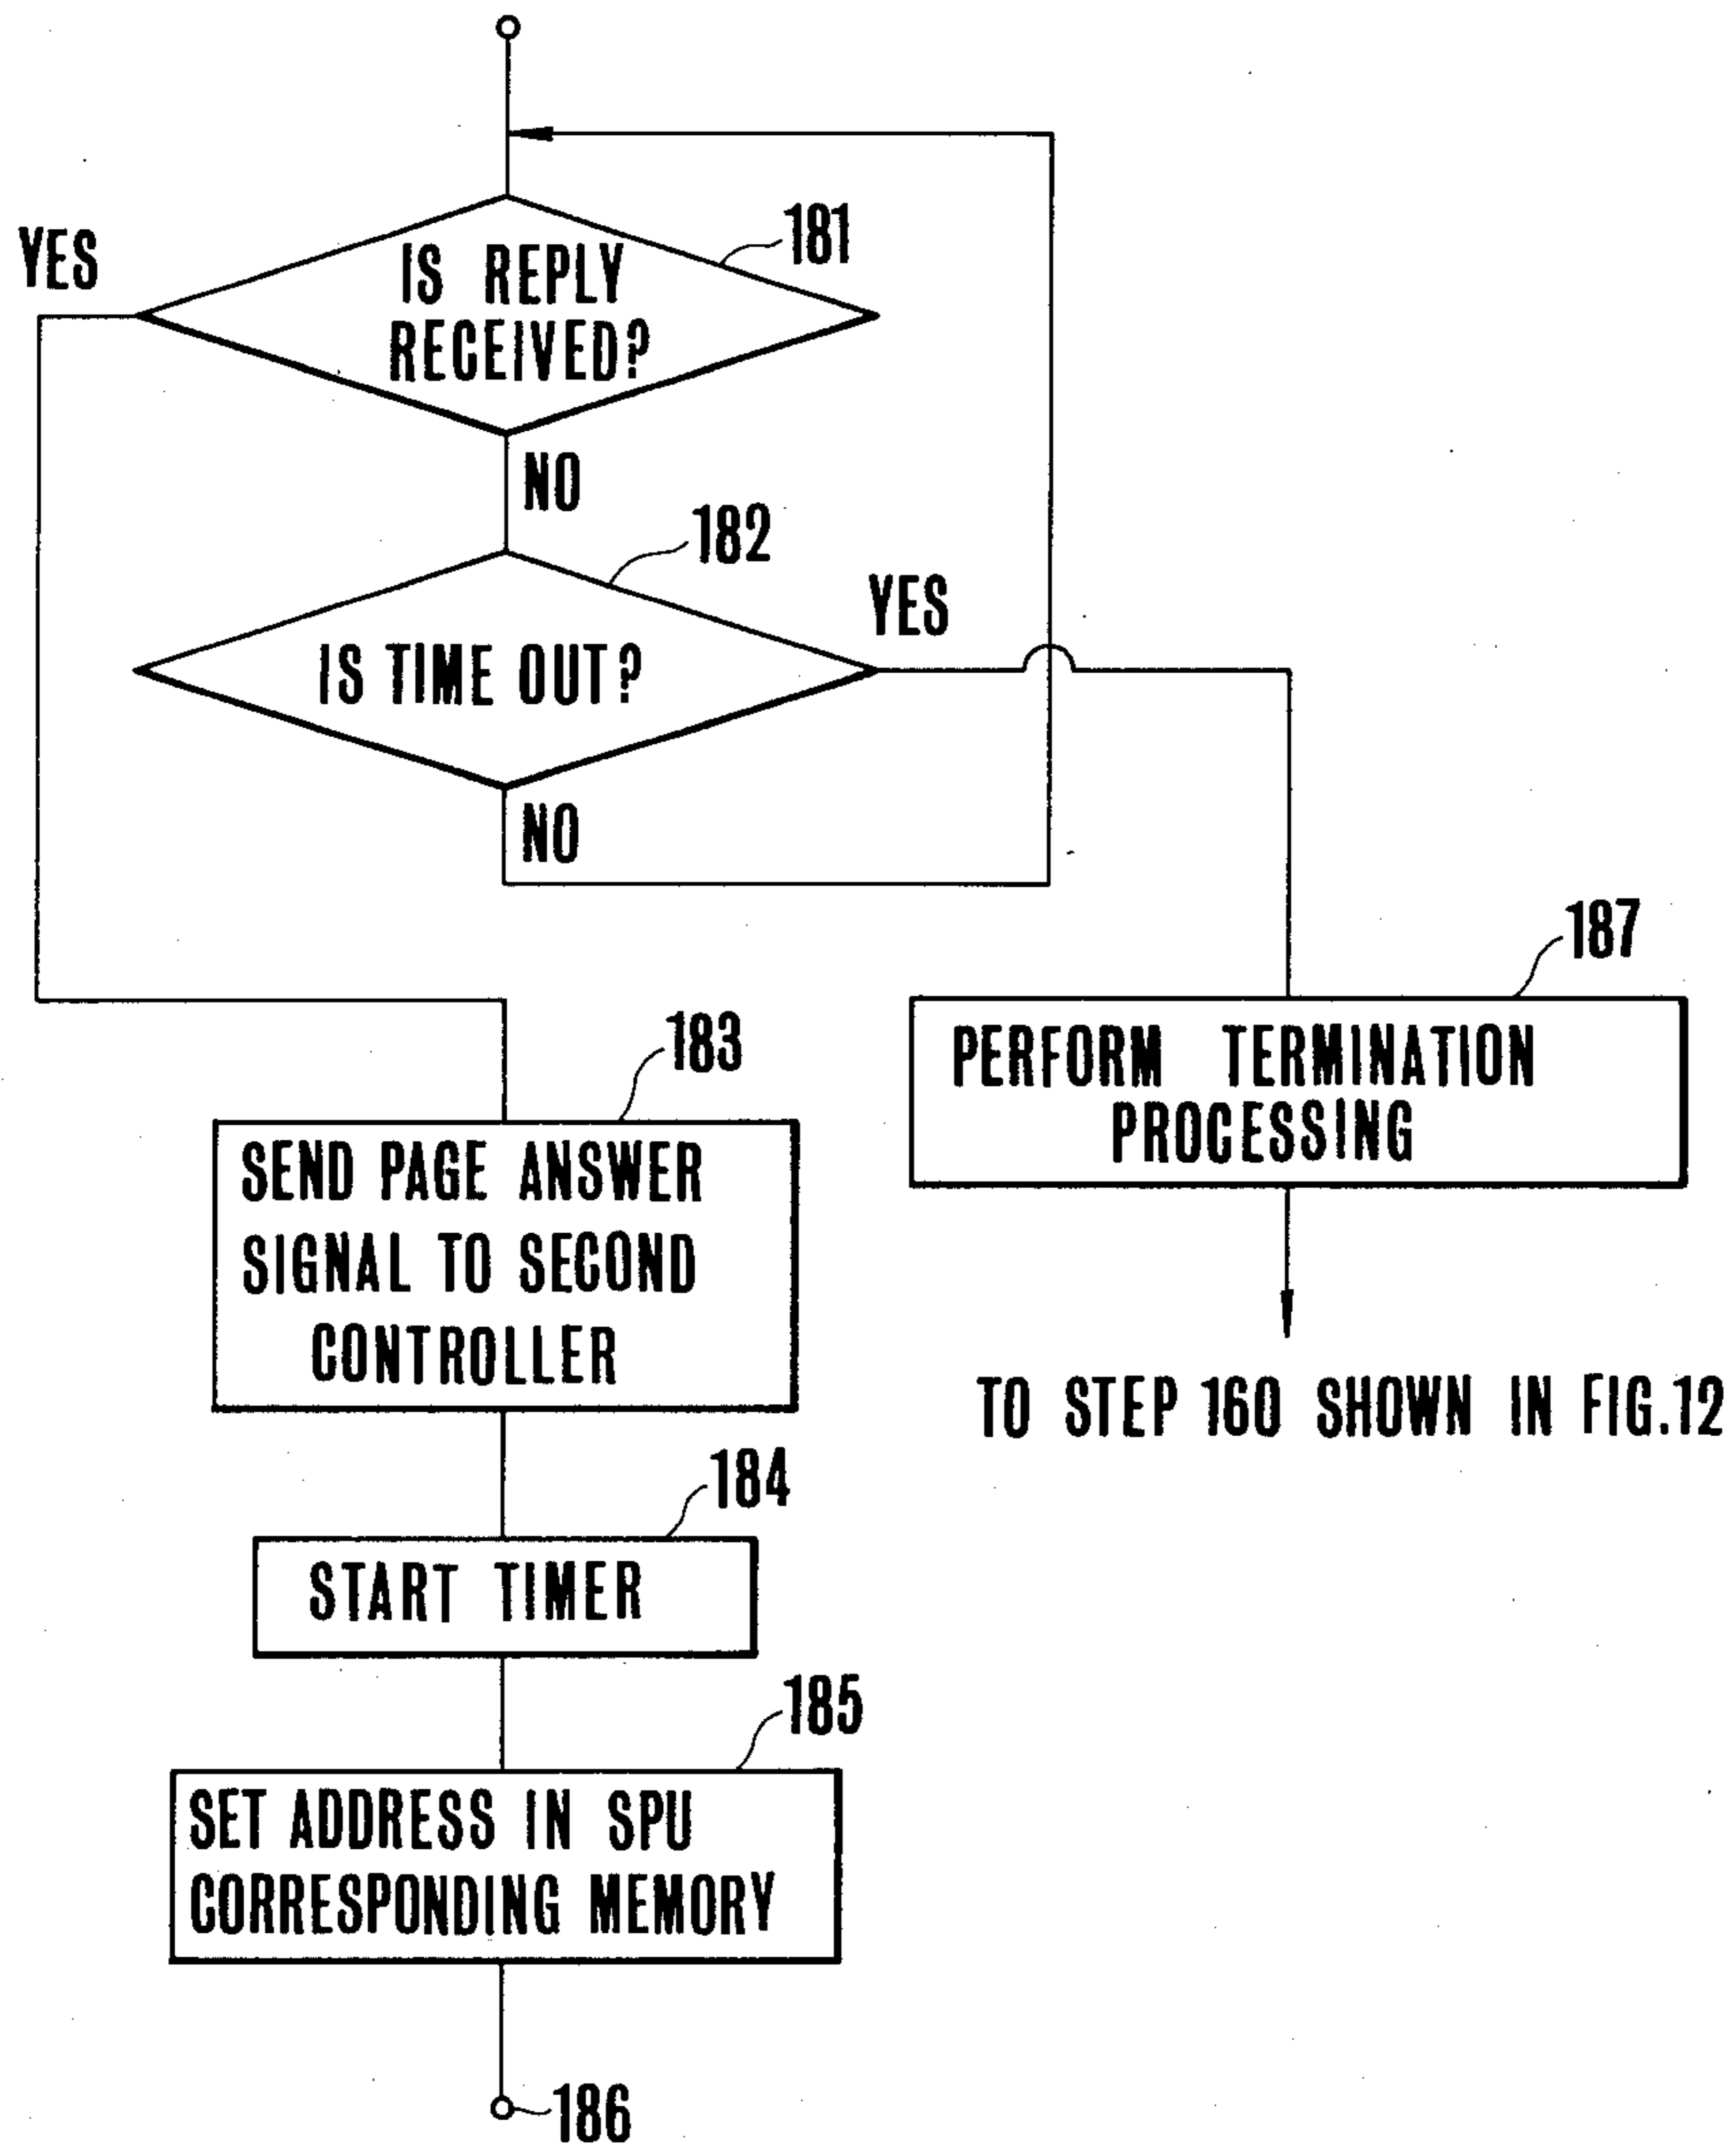 YES
IS REPLY
RECEIVED?
181
NO
182
YES
IS TIME OUT?
NO
187
PERFORM TERMINATION
PROCESSING
TO STEP 160 SHOWN IN FIG.12
183
SEND PAGE ANSWER
SIGNAL TO SECOND
CONTROLLER
184
START TIMER
185
SET ADDRESS IN SPU
CORRESPONDING MEMORY
186